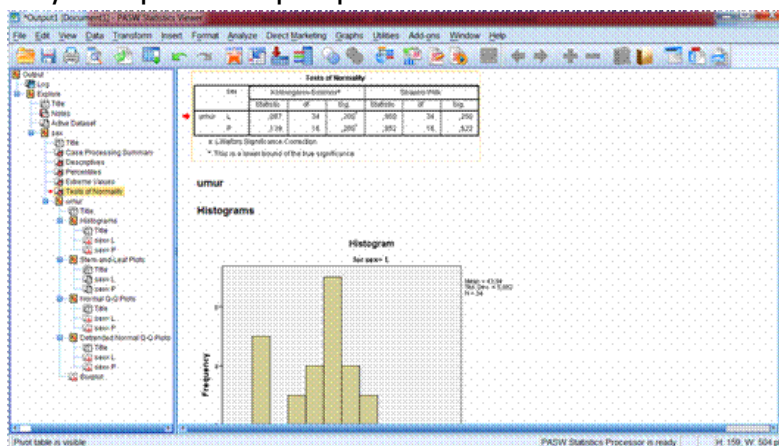 *Output1 [Document1] - PASW Statistics Viewer
File Edit View Data Transform Insert Format Analyze Direct Marketing Graphs Utilities Add-ons Window Help
Output
Log
Explore
Title
Notes
Active Dataset
sex
Title
Case Processing Summary
Descriptives
Percentiles
Extreme Values
Tests of Normality
umur
Title
Histograms
Title
sex= L
sex= P
Stem-and-Leaf Plots
Title
sex= L
sex= P
Normal Q-Q Plots
Title
sex= L
sex= P
Detrended Normal Q-Q Plots
Title
sex= L
sex= P
Boxplot
Tests of Normality
sex Kolmogorov-Smirnov Shapiro-Wilk
Statistic df Sig. Statistic df Sig.
umur L 34 ,200* 34
P ,139 16 ,200* ,952 16 ,522
a. Lilliefors Significance Correction
*. This is a lower bound of the true significance.
umur
Histograms
Histogram
for sex= L
Mean
Std. Dev.
N = 34
Frequency
Pivot table is visible
PASW Statistics Processor is ready
H: 159, W: 504